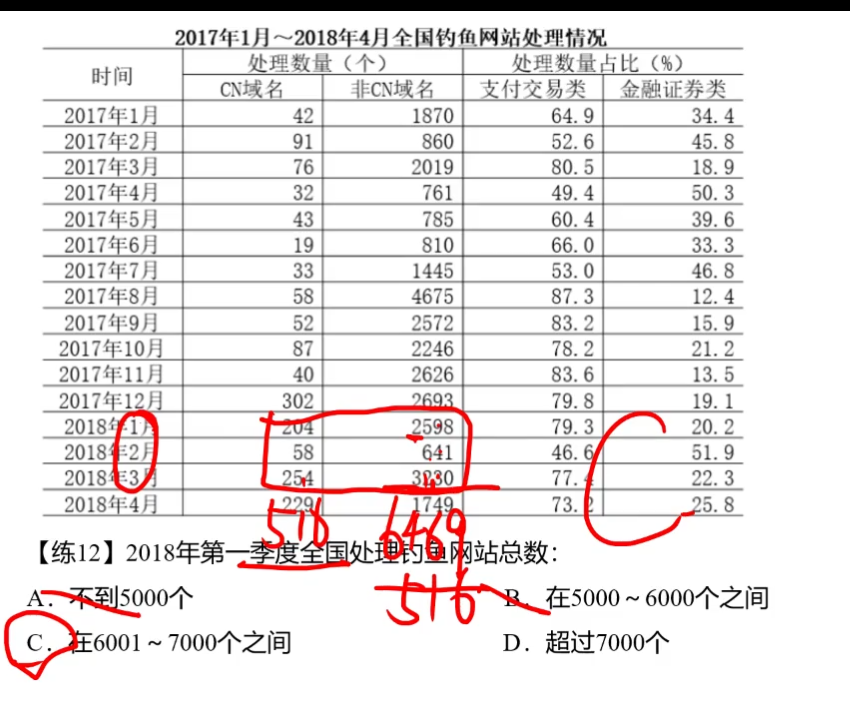 2017年1月～2018年4月全国钓鱼网站处理情况
时间 处理数量（个） 处理数量占比（%）
CN域名 非CN域名 支付交易类 金融证券类
2017年1月 42 1870 64.9 34.4
2017年2月 91 860 52.6 45.8
2017年3月 76 2019 80.5 18.9
2017年4月 32 761 49.4 50.3
2017年5月 43 785 60.4 39.6
2017年6月 19 810 66.0 33.3
2017年7月 33 1445 53.0 46.8
2017年8月 58 4675 87.3 12.4
2017年9月 52 2572 83.2 15.9
2017年10月 87 2246 78.2 21.2
2017年11月 40 2626 83.6 13.5
2017年12月 302 2693 79.8 19.1
2018年1月 204 2598 79.3 20.2
2018年2月 58 641 46.6 51.9
2018年3月 254 3230 77.4 22.3
2018年4月 229 1749 73.2 25.8
516 6469
【练12】2018年第一季度全国处理钓鱼网站总数：
516
A．不到5000个 B．在5000～6000个之间
C．在6001～7000个之间 D．超过7000个